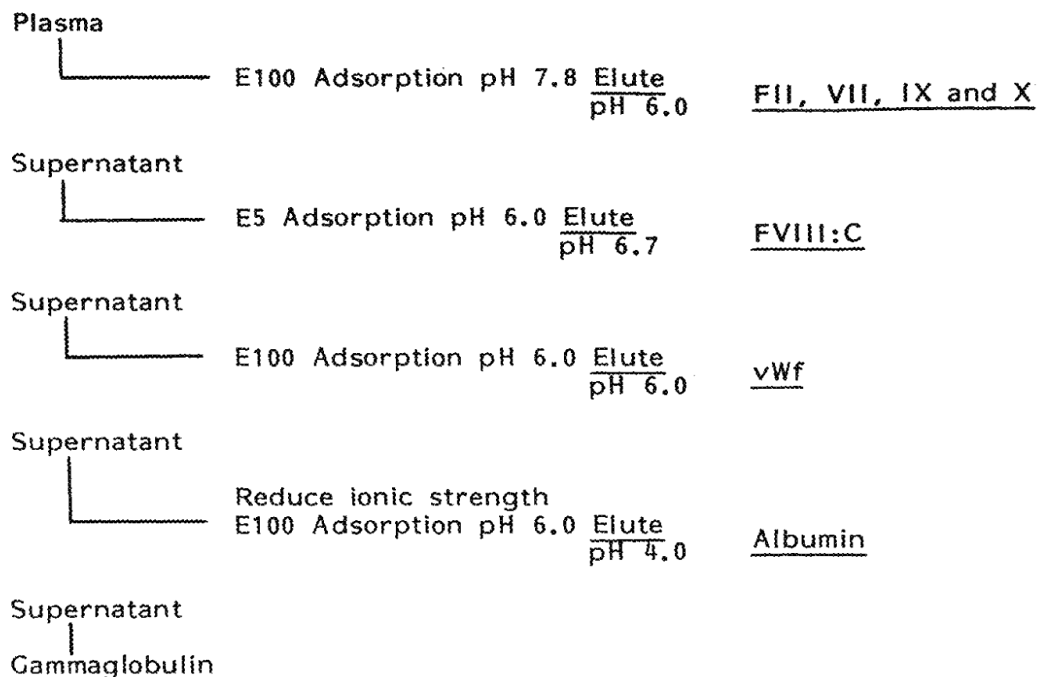 Plasma
E100 Adsorption pH 7.8 Elute FII, VII, IX and X
pH 6.0
Supernatant
E5 Adsorption pH 6.0 Elute FVIII:C
pH 6.7
Supernatant
E100 Adsorption pH 6.0 Elute vWf
pH 6.0
Supernatant
Reduce ionic strength
E100 Adsorption pH 6.0 Elute Albumin
pH 4.0
Supernatant
Gammaglobulin